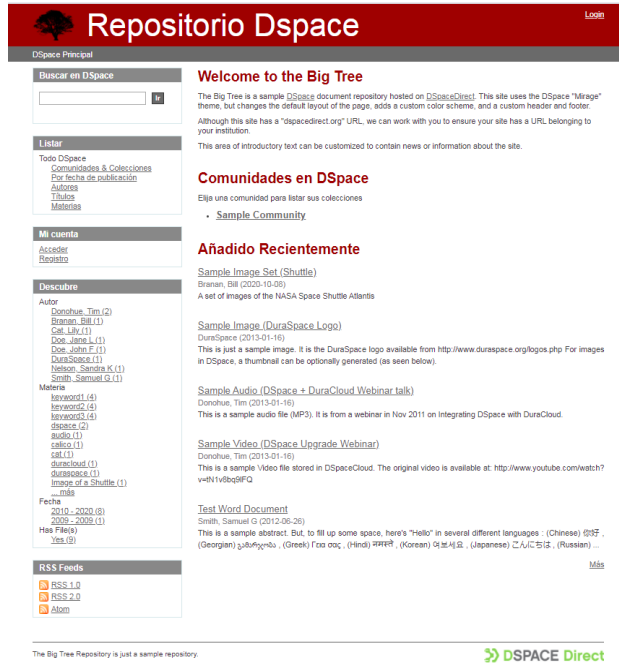 Repositorio Dspace
Login
DSpace Principal
Buscar en DSpace
Ir
Listar
Todo DSpace
Comunidades & Colecciones
Por fecha de publicación
Autores
Títulos
Materias
Mi cuenta
Acceder
Registro
Descubre
Autor
Donohue, Tim (2)
Branan, Bill (1)
Cat, Lily (1)
Doe, Jane L (1)
Doe, John F (1)
DuraSpace (1)
Nelson, Sandra K (1)
Smith, Samuel G (1)
Materia
keyword1 (4)
keyword2 (4)
keyword3 (4)
dspace (2)
audio (1)
calico (1)
cat (1)
duracloud (1)
duraspace (1)
Image of a Shuttle (1)
... más
Fecha
2010 - 2020 (8)
2009 - 2009 (1)
Has File(s)
Yes (9)
RSS Feeds
RSS 1.0
RSS 2.0
Atom
Welcome to the Big Tree
The Big Tree is a sample DSpace document repository hosted on DSpaceDirect. This site uses the DSpace "Mirage"
theme, but changes the default layout of the page, adds a custom color scheme, and a custom header and footer.
Although this site has a "dspacedirect.org" URL, we can work with you to ensure your site has a URL belonging to
your institution.
This area of introductory text can be customized to contain news or information about the site.
Comunidades en DSpace
Elija una comunidad para listar sus colecciones
Sample Community
Añadido Recientemente
Sample Image Set (Shuttle)
Branan, Bill (2020-10-08)
A set of images of the NASA Space Shuttle Atlantis
Sample Image (DuraSpace Logo)
DuraSpace (2013-01-16)
This is just a sample image. It is the DuraSpace logo available from http://www.duraspace.org/logos.php For images
in DSpace, a thumbnail can be optionally generated (as seen below).
Sample Audio (DSpace + DuraCloud Webinar talk)
Donohue, Tim (2013-01-16)
This is a sample audio file (MP3). It is from a webinar in Nov 2011 on Integrating DSpace with DuraCloud.
Sample Video (DSpace Upgrade Webinar)
Donohue, Tim (2013-01-16)
This is a sample Video file stored in DSpaceCloud. The original video is available at: http://www.youtube.com/watch?
v=tN1v8bq9lFQ
Test Word Document
Smith, Samuel G (2012-06-26)
This is a sample abstract. But, to fill up some space, here's "Hello" in several different languages : (Chinese) 你好 ,
(Georgian) გამარჯობა , (Greek) Γεια σας , (Hindi) नमस्ते , (Korean) 여보세요 , (Japanese) こんにちは , (Russian) ...
Más
The Big Tree Repository is just a sample repository.
DSPACE Direct